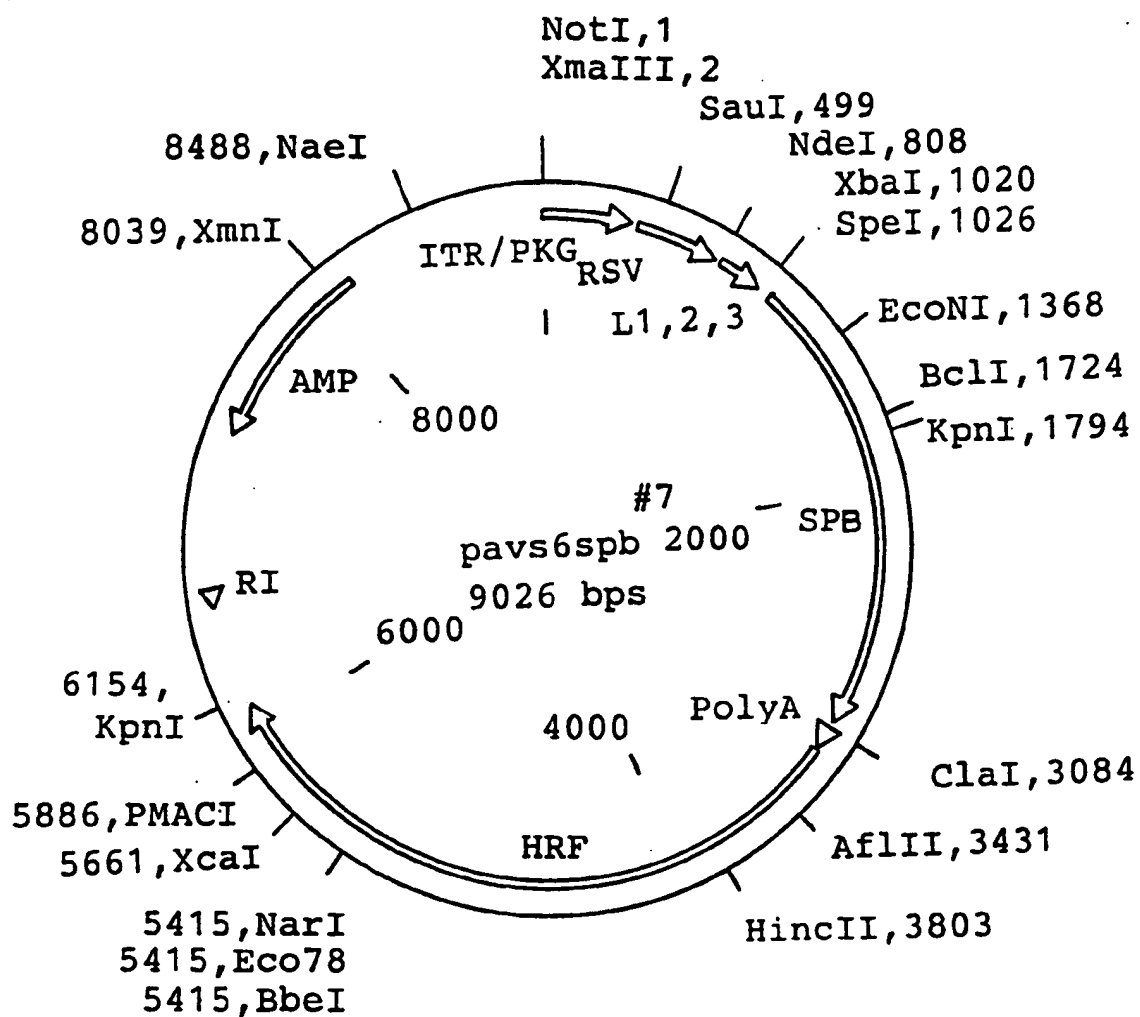 NotI,1
XmaIII,2
SauI,499
NdeI,808
XbaI,1020
SpeI,1026
EcoNI,1368
BclI,1724
KpnI,1794
ClaI,3084
AflII,3431
HincII,3803
5415,NarI
5415,Eco78
5415,BbeI
5661,XcaI
5886,PMACI
6154,
KpnI
8039,XmnI
8488,NaeI
ITR/PKG
RSV
L1,2,3
SPB
PolyA
HRF
RI
AMP
8000
#7
pavs6spb 2000
9026 bps
6000
4000